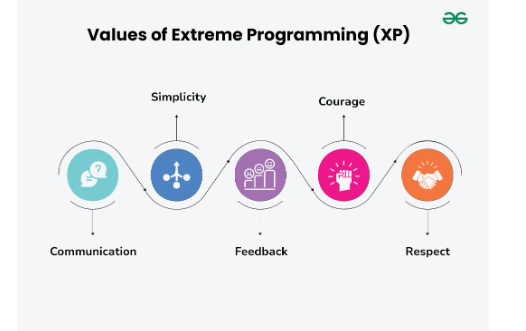 Values of Extreme Programming (XP)
Simplicity
Courage
?
Communication
Feedback
Respect